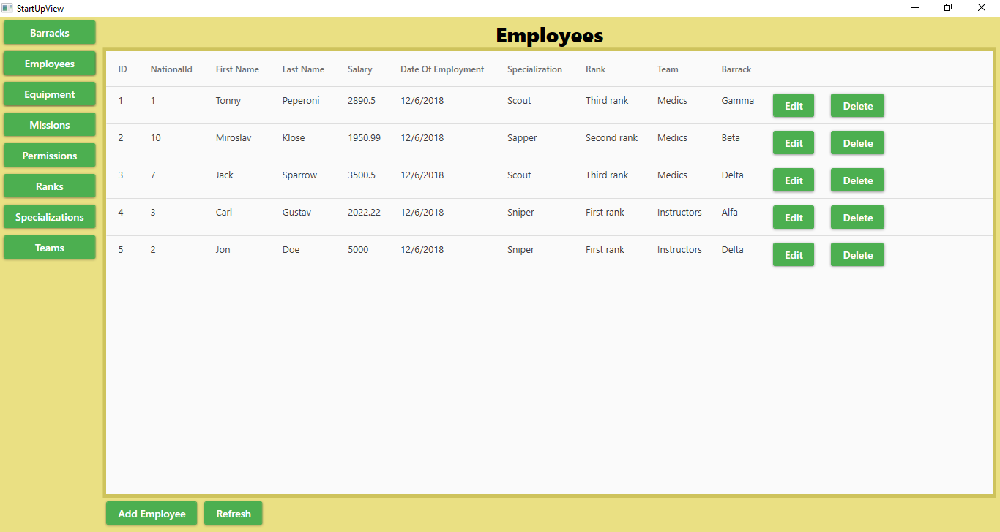 StartUpView
Barracks
Employees
Equipment
Missions
Permissions
Ranks
Specializations
Teams
Employees
ID NationalId First Name Last Name Salary Date Of Employment Specialization Rank Team Barrack
1 1 Tonny Peperoni 2890.5 12/6/2018 Scout Third rank Medics Gamma Edit Delete
2 10 Miroslav Klose 1950.99 12/6/2018 Sapper Second rank Medics Beta Edit Delete
3 7 Jack Sparrow 3500.5 12/6/2018 Scout Third rank Medics Delta Edit Delete
4 3 Carl Gustav 2022.22 12/6/2018 Sniper First rank Instructors Alfa Edit Delete
5 2 Jon Doe 5000 12/6/2018 Sniper First rank Instructors Delta Edit Delete
Add Employee Refresh